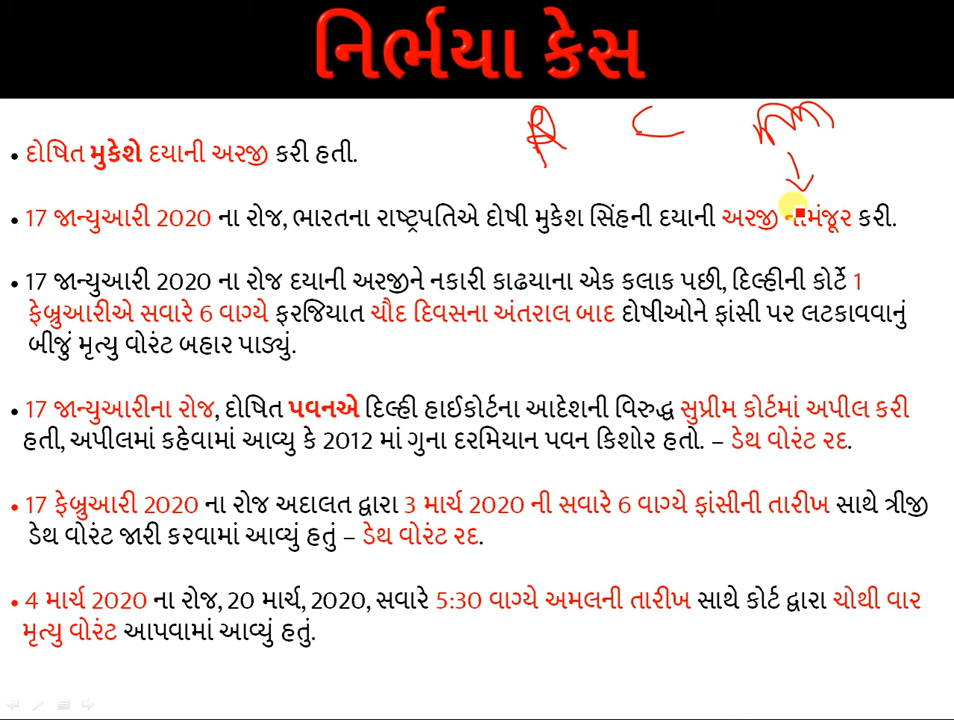 નિર્ભયા કેસ
• દોષિત મુકેશે દયાની અરજી કરી હતી.
• 17 જાન્યુઆરી 2020 ના રોજ, ભારતના રાષ્ટ્રપતિએ દોષી મુકેશ સિંહની દયાની અરજી નામંજૂર કરી.
• 17 જાન્યુઆરી 2020 ના રોજ દયાની અરજીને નકારી કાઢયાના એક કલાક પછી, દિલ્હીની કોર્ટે 1
ફેબ્રુઆરીએ સવારે 6 વાગ્યે ફરજિયાત ચૌદ દિવસના અંતરાલ બાદ દોષીઓને ફાંસી પર લટકાવવાનું
બીજું મૃત્યુ વોરંટ બહાર પાડ્યું.
• 17 જાન્યુઆરીના રોજ, દોષિત પવનએ દિલ્હી હાઈકોર્ટના આદેશની વિરુદ્ધ સુપ્રીમ કોર્ટમાં અપીલ કરી
હતી, અપીલમાં કહેવામાં આવ્યુ કે 2012 માં ગુના દરમિયાન પવન કિશોર હતો. – ડેથ વોરંટ રદ.
• 17 ફેબ્રુઆરી 2020 ના રોજ અદાલત દ્વારા 3 માર્ચ 2020 ની સવારે 6 વાગ્યે ફાંસીની તારીખ સાથે ત્રીજી
ડેથ વોરંટ જારી કરવામાં આવ્યું હતું – ડેથ વોરંટ રદ.
• 4 માર્ચ 2020 ના રોજ, 20 માર્ચ, 2020, સવારે 5:30 વાગ્યે અમલની તારીખ સાથે કોર્ટ દ્વારા ચોથી વાર
મૃત્યુ વોરંટ આપવામાં આવ્યું હતું.